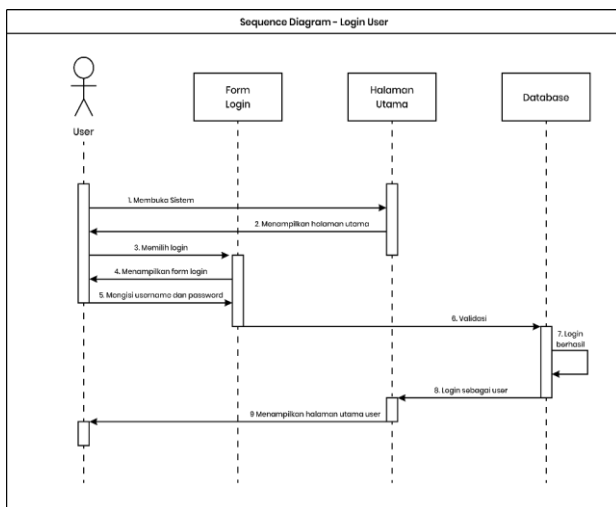 Sequence Diagram - Login User
Form
Login
Halaman
Utama
Database
User
1. Membuka Sistem
2. Menampilkan halaman utama
3. Memilih login
4. Menampilkan form login
5. Mengisi username dan password
6. Validasi
7. Login
berhasil
8. Login sebagai user
9 Menampilkan halaman utama user